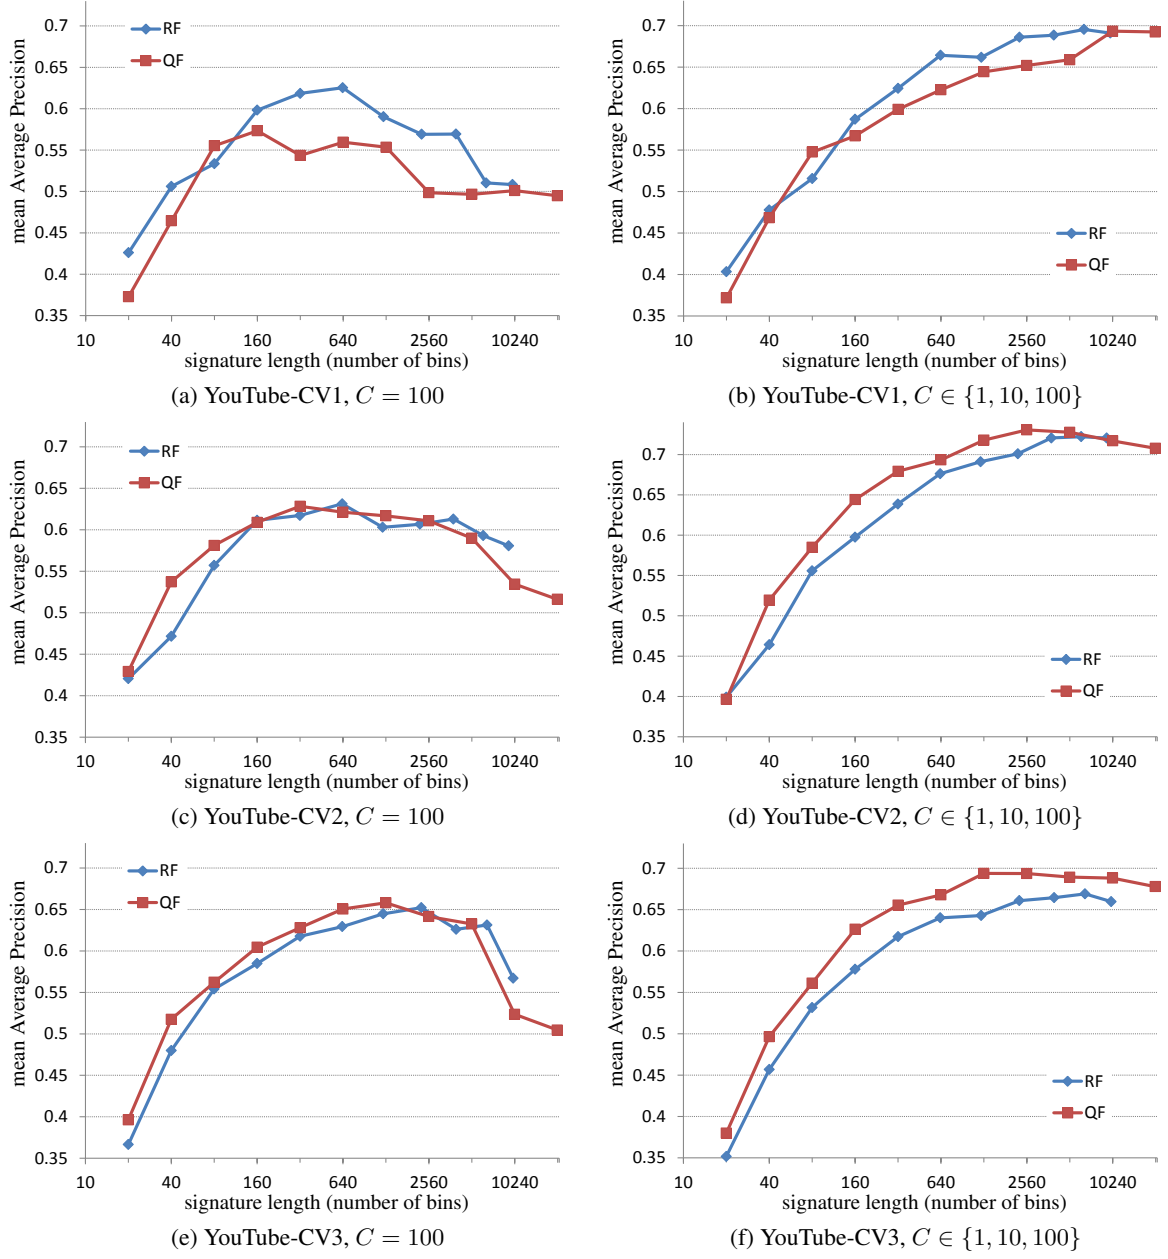 0.7
0.65
0.6
0.55
0.5
0.45
0.4
0.35
mean Average Precision
RF
QF
10 40 160 640 2560 10240
signature length (number of bins)
(a) YouTube-CV1, C = 100
0.7
0.65
0.6
0.55
0.5
0.45
0.4
0.35
mean Average Precision
RF
QF
10 40 160 640 2560 10240
signature length (number of bins)
(b) YouTube-CV1, C ∈ {1, 10, 100}
0.7
0.65
0.6
0.55
0.5
0.45
0.4
0.35
mean Average Precision
RF
QF
10 40 160 640 2560 10240
signature length (number of bins)
(c) YouTube-CV2, C = 100
0.7
0.65
0.6
0.55
0.5
0.45
0.4
0.35
mean Average Precision
RF
QF
10 40 160 640 2560 10240
signature length (number of bins)
(d) YouTube-CV2, C ∈ {1, 10, 100}
0.7
0.65
0.6
0.55
0.5
0.45
0.4
0.35
mean Average Precision
RF
QF
10 40 160 640 2560 10240
signature length (number of bins)
(e) YouTube-CV3, C = 100
0.7
0.65
0.6
0.55
0.5
0.45
0.4
0.35
mean Average Precision
RF
QF
10 40 160 640 2560 10240
signature length (number of bins)
(f) YouTube-CV3, C ∈ {1, 10, 100}